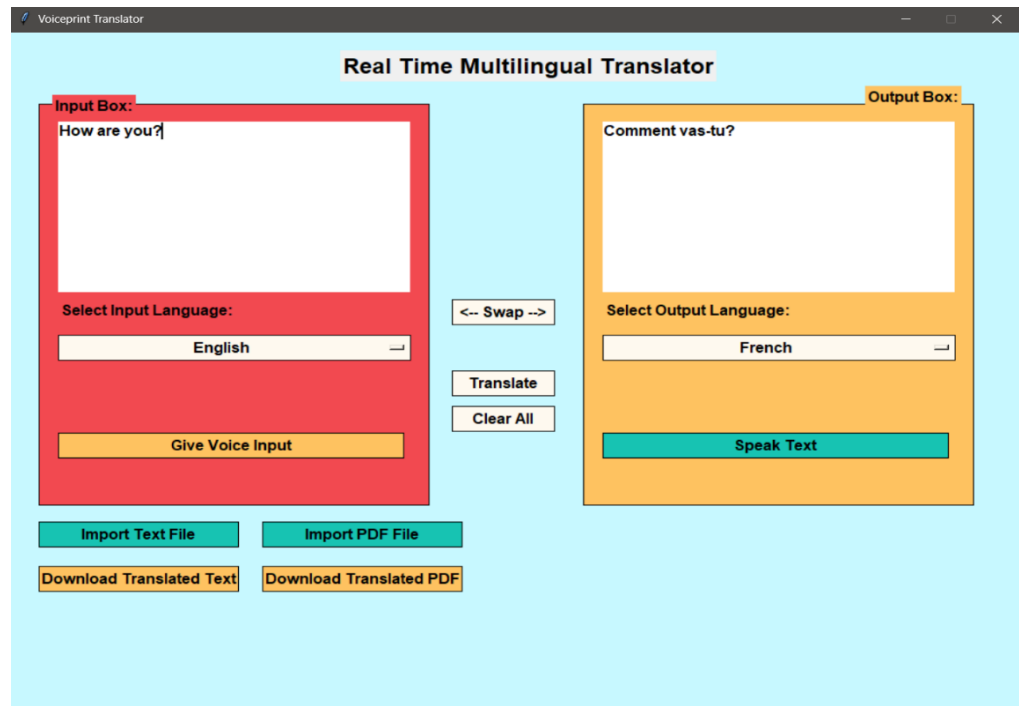 Voiceprint Translator
Real Time Multilingual Translator
Input Box:
How are you?
Select Input Language:
English
Give Voice Input
<-- Swap -->
Translate
Clear All
Output Box:
Comment vas-tu?
Select Output Language:
French
Speak Text
Import Text File
Import PDF File
Download Translated Text
Download Translated PDF